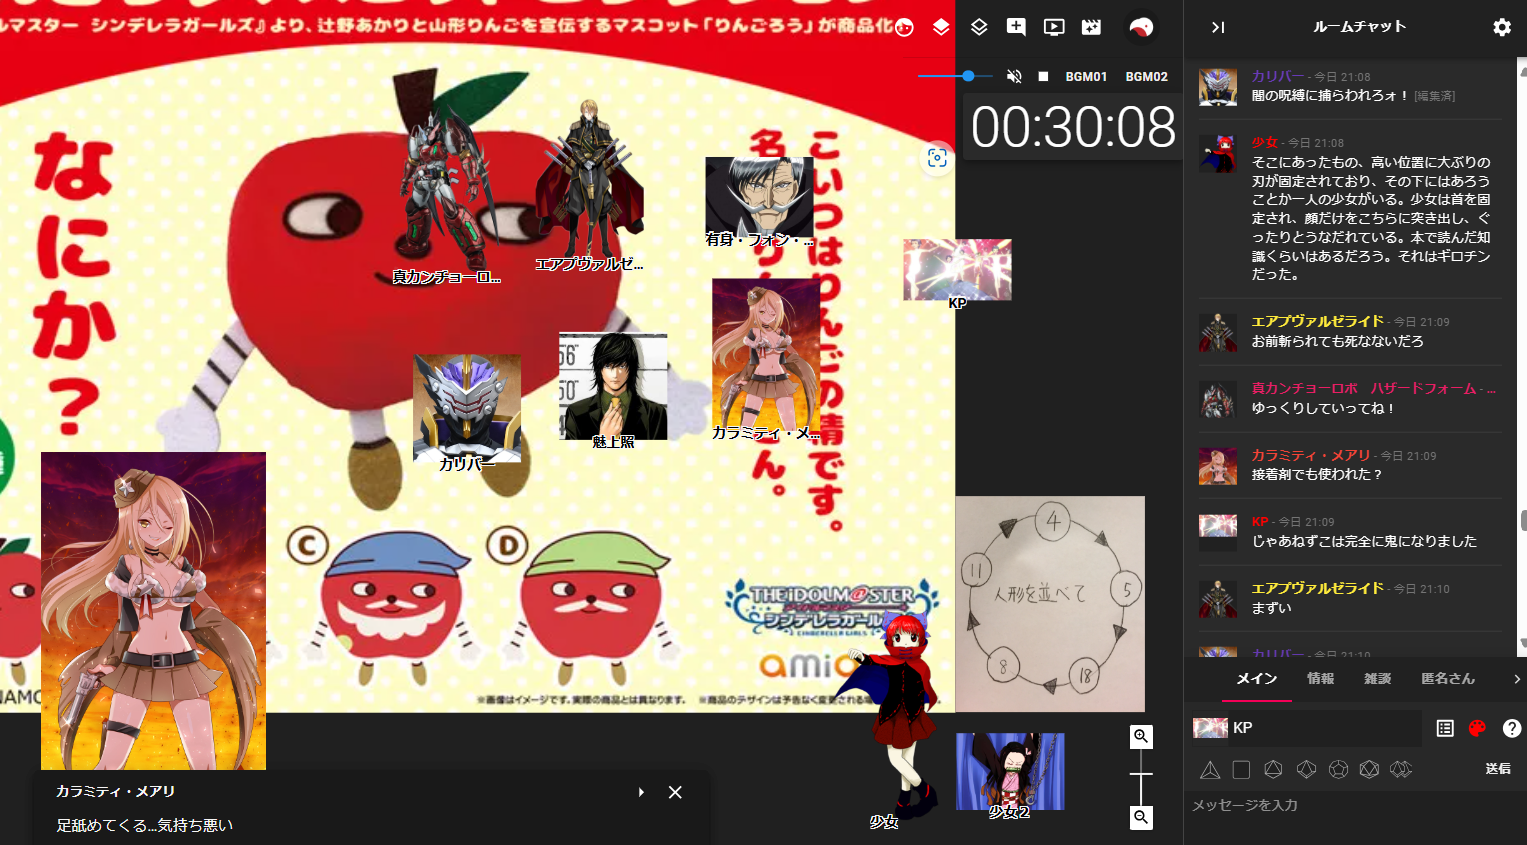 ルマスター シンデレラガールズ』より、辻野あかりと山形りんごを宣伝するマスコット「りんごろう」が商品化
なにか?
こいつはりんごの精です。
C
D
THE iDOLM@STER
シンデレラガール
CINDERELLA GIRLS
※画像はイメージです。実際の商品とは異なります。
※商品のデザインは予告なく変更される場
NAMC
真カンチョーロ...
エアプヴァルゼ...
有身・フォン・...
KP
カリバー
魅上照
カラミティ・メ...
少女
少女2
BGM01
BGM02
00:30:08
4
5
18
8
11
人形を並べて
カラミティ・メアリ
足舐めてくる...気持ち悪い
ルームチャット
カリバー - 今日 21:08
闇の呪縛に捕らわれろォ! [編集済]
少女 - 今日 21:08
そこにあったもの、高い位置に大ぶりの
刃が固定されており、その下にはあろう
ことか一人の少女がいる。少女は首を固
定され、顔だけをこちらに突き出し、ぐ
ったりとうなだれている。本で読んだ知
識くらいはあるだろう。それはギロチン
だった。
エアプヴァルゼライド - 今日 21:09
お前斬られても死なないだろ
真カンチョーロボ ハザードフォーム - ...
ゆっくりしていってね!
カラミティ・メアリ - 今日 21:09
接着剤でも使われた?
KP - 今日 21:09
じゃあねずこは完全に鬼になりました
エアプヴァルゼライド - 今日 21:10
まずい
カリバー - 今日 21:10
メイン
情報
雑談
匿名さん
KP
送信
メッセージを入力